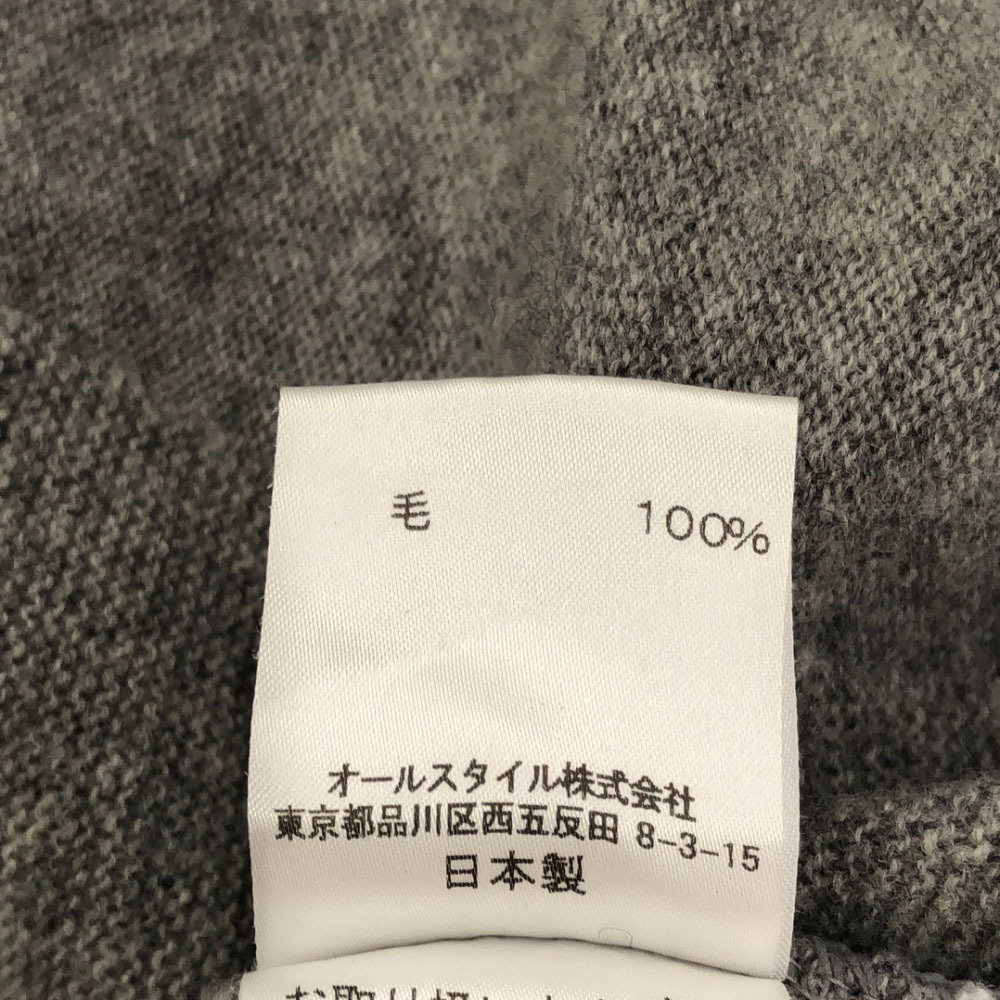 毛 100%
オールスタイル株式会社
東京都品川区西五反田 8-3-15
日本製